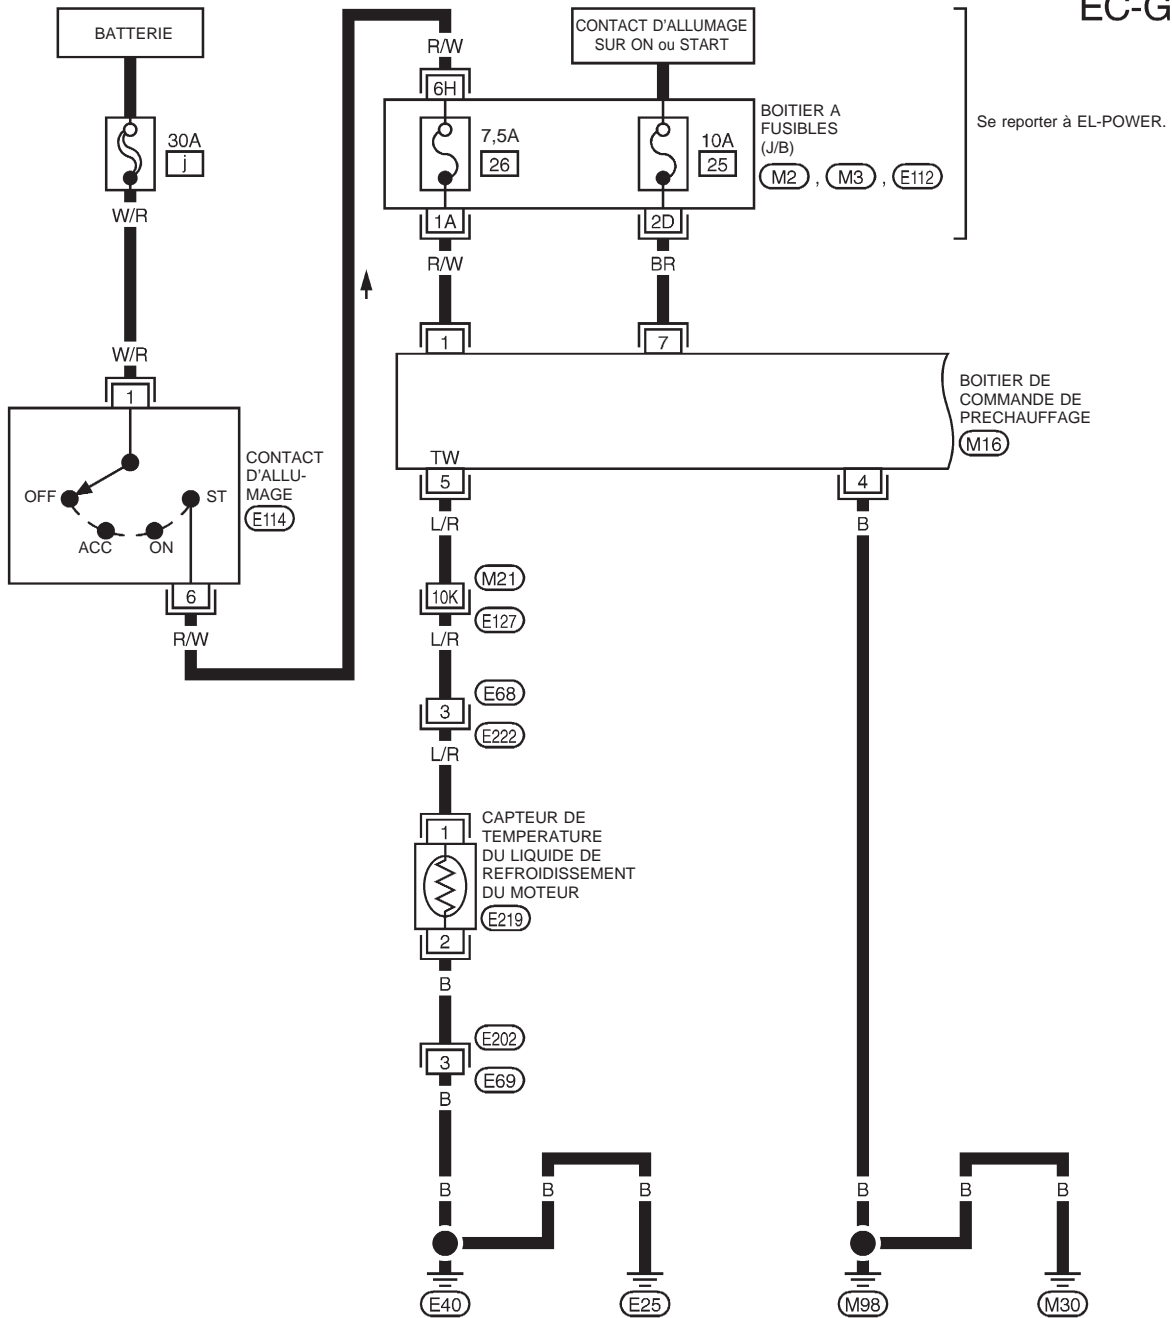 EC-G
BATTERIE
30A
j
W/R
W/R
1
OFF
ACC
ON
ST
CONTACT
D'ALLU-
MAGE
E114
6
R/W
R/W
6H
CONTACT D'ALLUMAGE
SUR ON ou START
7,5A
26
10A
25
BOITIER A
FUSIBLES
(J/B)
M2 , M3 , E112
Se reporter à EL-POWER.
1A
2D
R/W
BR
1
7
BOITIER DE
COMMANDE DE
PRECHAUFFAGE
M16
TW
5
4
L/R
B
10K
M21
E127
L/R
3
E68
E222
L/R
1
CAPTEUR DE
TEMPERATURE
DU LIQUIDE DE
REFROIDISSEMENT
DU MOTEUR
E219
2
B
3
E202
E69
B
B
B
B
B
B
B
E40
E25
M98
M30